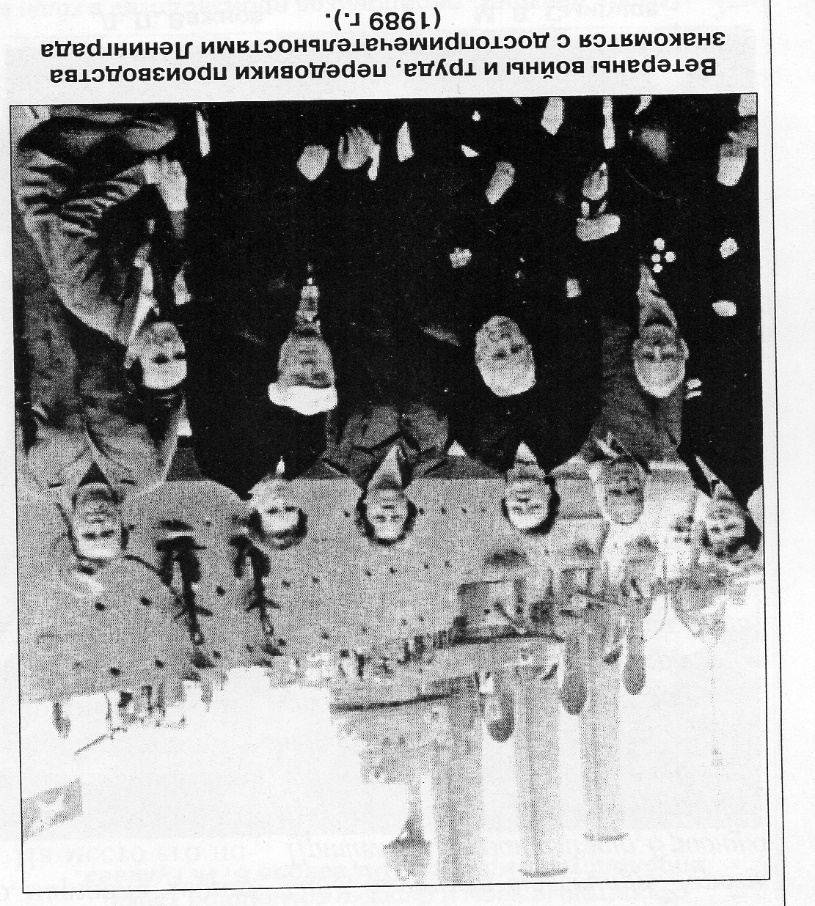 Ветераны войны и труда, передовики производства
знакомятся с достопримечательностями Ленинграда
(1989 г.).